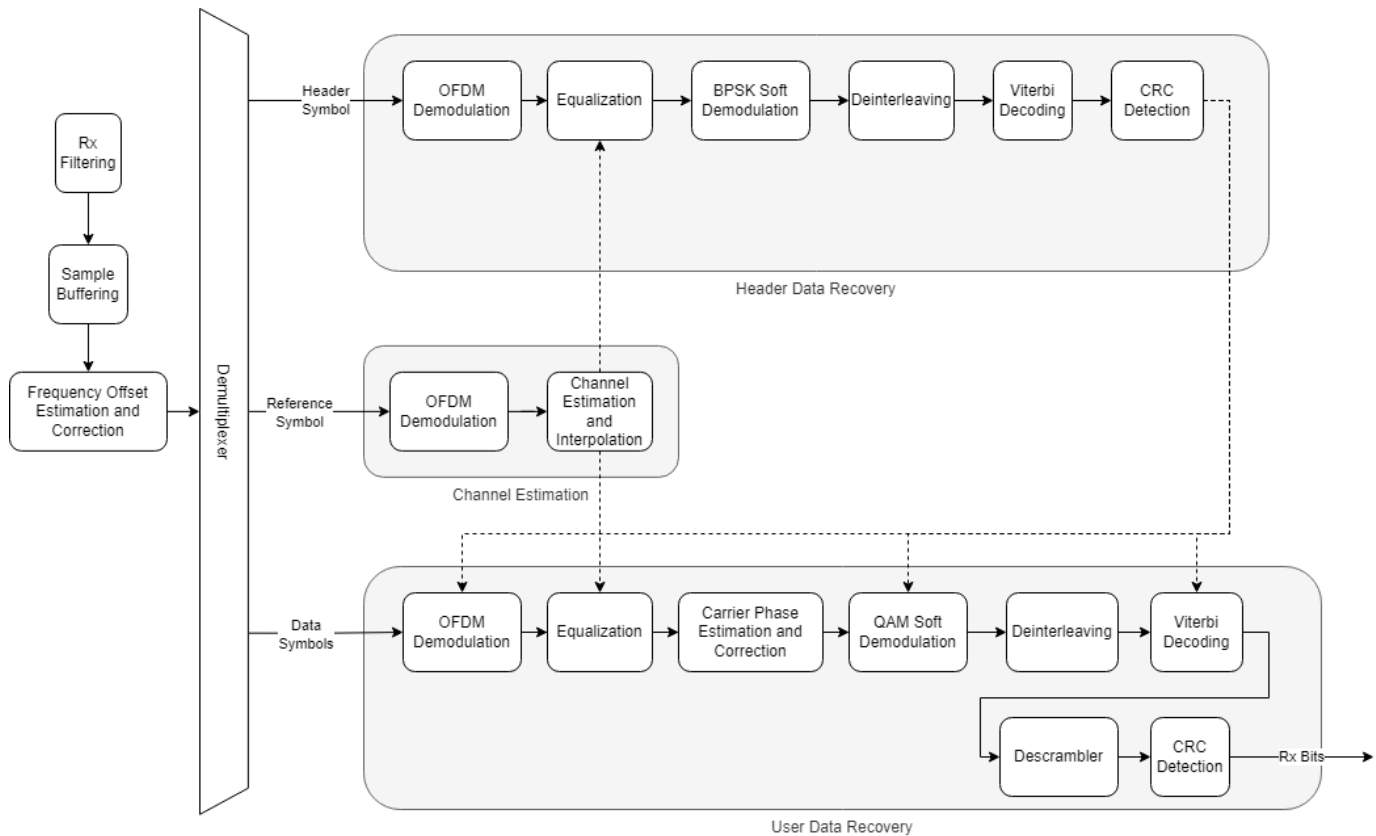 Rx
Filtering
Sample
Buffering
Frequency Offset
Estimation and
Correction
Demultiplexer
Header
Symbol
OFDM
Demodulation
Equalization
BPSK Soft
Demodulation
Deinterleaving
Viterbi
Decoding
CRC
Detection
Header Data Recovery
Reference
Symbol
OFDM
Demodulation
Channel
Estimation
and
Interpolation
Channel Estimation
Data
Symbols
OFDM
Demodulation
Equalization
Carrier Phase
Estimation and
Correction
QAM Soft
Demodulation
Deinterleaving
Viterbi
Decoding
Descrambler
CRC
Detection
Rx Bits
User Data Recovery